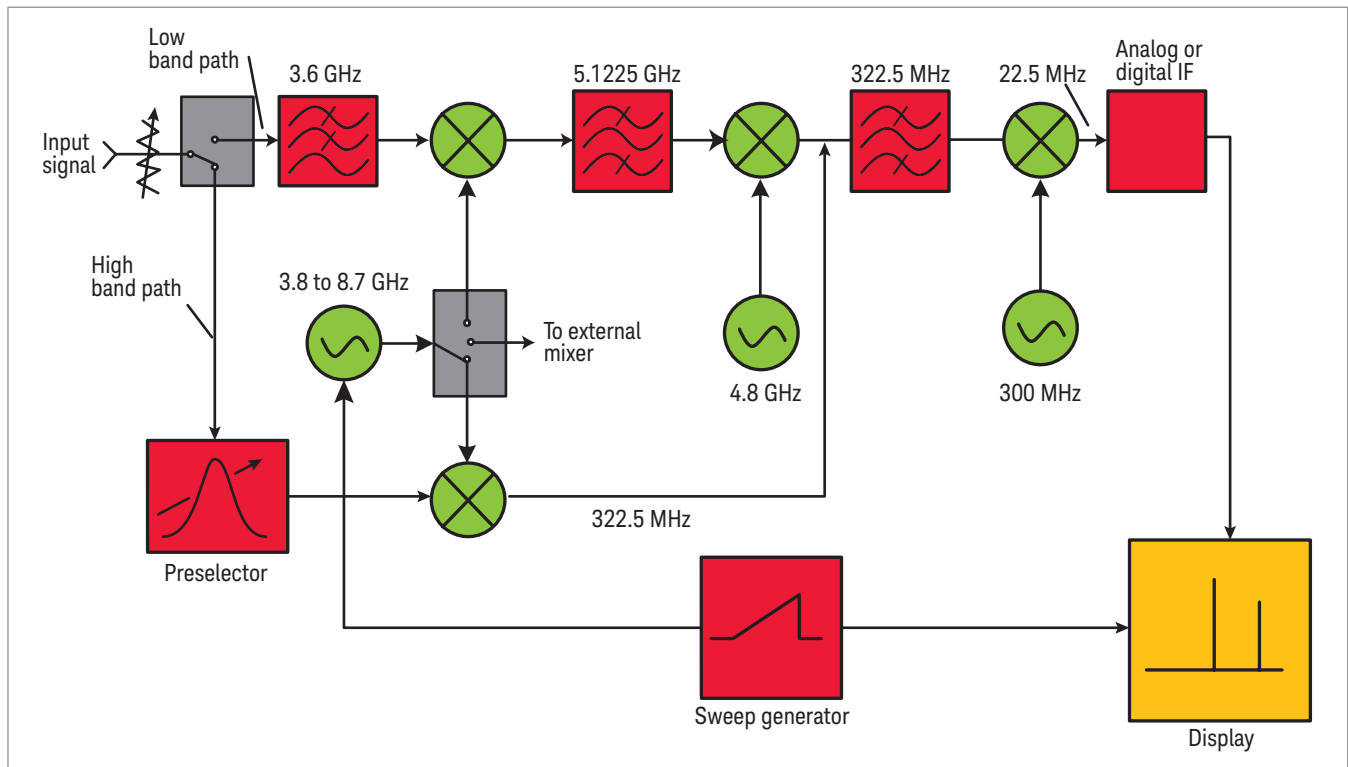 Low
band path
3.6 GHz
5.1225 GHz
322.5 MHz
22.5 MHz
Analog or
digital IF
Input
signal
High
band path
3.8 to 8.7 GHz
To external
mixer
4.8 GHz
300 MHz
322.5 MHz
Preselector
Sweep generator
Display